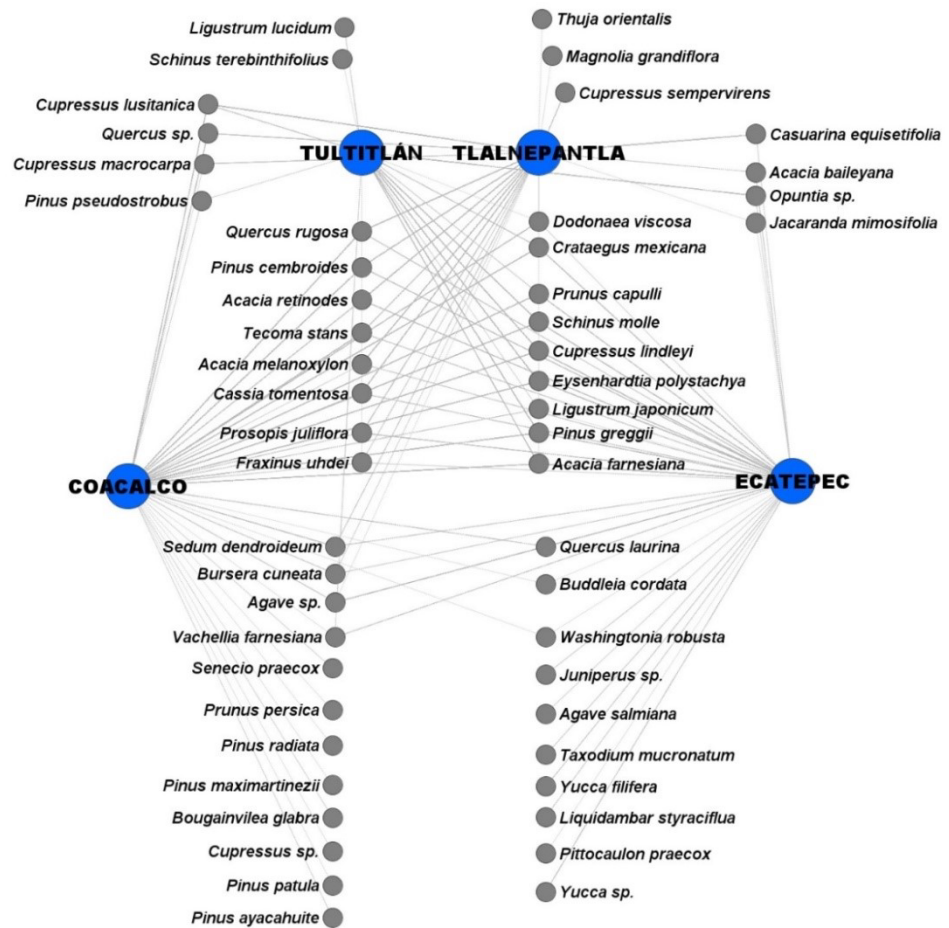 Ligustrum lucidum
Thuja orientalis
Schinus terebinthifolius
Magnolia grandiflora
Cupressus lusitanica
Cupressus sempervirens
Quercus sp.
Casuarina equisetifolia
TULTITLÁN
TLALNEPANTLA
Cupressus macrocarpa
Acacia baileyana
Opuntia sp.
Pinus pseudostrobus
Jacaranda mimosifolia
Quercus rugosa
Dodonaea viscosa
Crataegus mexicana
Pinus cembroides
Acacia retinodes
Prunus capulli
Tecoma stans
Schinus molle
Acacia melanoxylon
Cupressus lindleyi
Cassia tomentosa
Eysenhardtia polystachya
Ligustrum japonicum
Prosopis juliflora
Pinus greggii
Fraxinus uhdei
Acacia farnesiana
COACALCO
ECATEPEC
Sedum dendroideum
Quercus laurina
Bursera cuneata
Buddleia cordata
Agave sp.
Vachellia farnesiana
Washingtonia robusta
Senecio praecox
Juniperus sp.
Prunus persica
Agave salmiana
Pinus radiata
Taxodium mucronatum
Pinus maximartinezii
Yucca filifera
Bougainvilea glabra
Liquidambar styraciflua
Cupressus sp.
Pittocaulon praecox
Pinus patula
Yucca sp.
Pinus ayacahuite